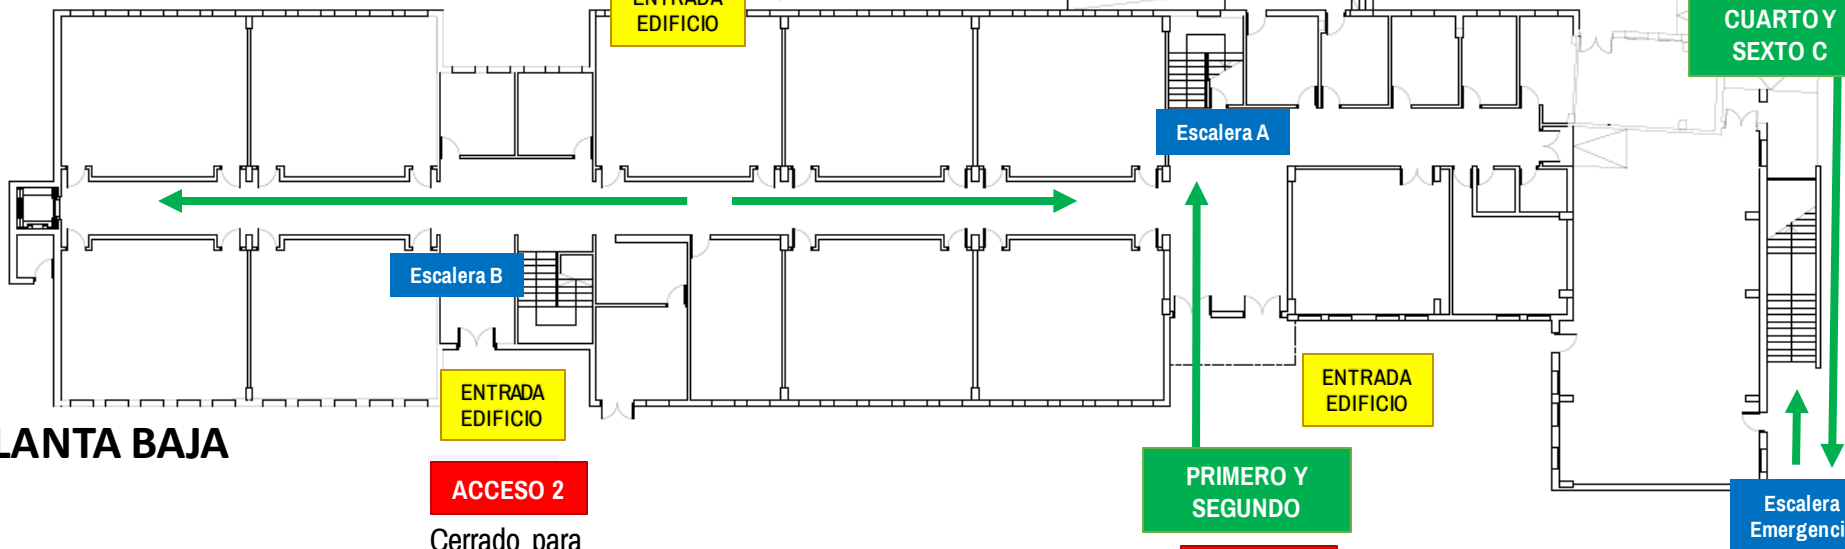 ENTRADA
EDIFICIO
CUARTO Y
SEXTO C
Escalera A
Escalera B
ENTRADA
EDIFICIO
ENTRADA
EDIFICIO
LANTA BAJA
ACCESO 2
Cerrado para
PRIMERO Y
SEGUNDO
Escalera
Emergenci